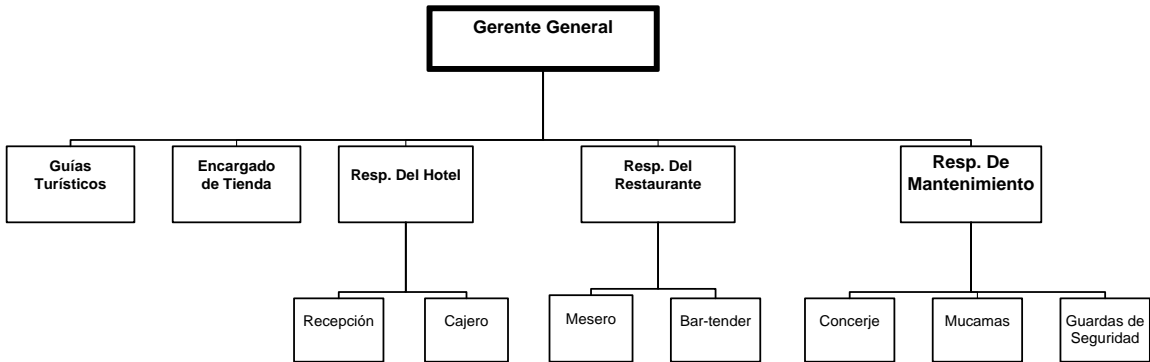 Gerente General
Guías
Turísticos
Encargado
de Tienda
Resp. Del Hotel
Resp. Del
Restaurante
Resp. De
Mantenimiento
Recepción
Cajero
Mesero
Bar-tender
Concerje
Mucamas
Guardas de
Seguridad